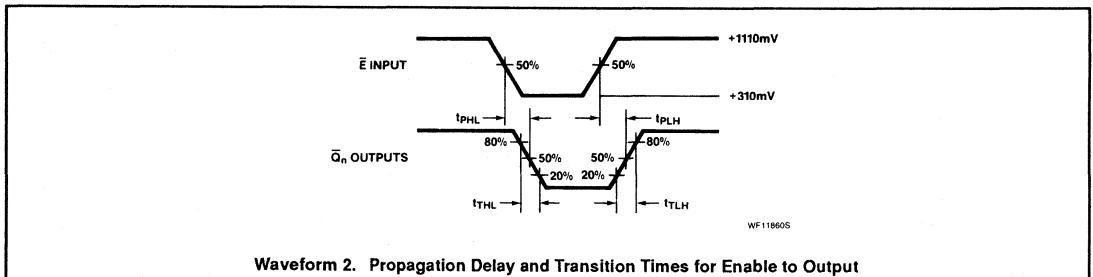 +1110mV
E̅ INPUT
50%
50%
+310mV
tPHL
tPLH
80%
80%
Q̅n OUTPUTS
50%
50%
20%
20%
tTHL
tTLH
WF11860S
Waveform 2. Propagation Delay and Transition Times for Enable to Output